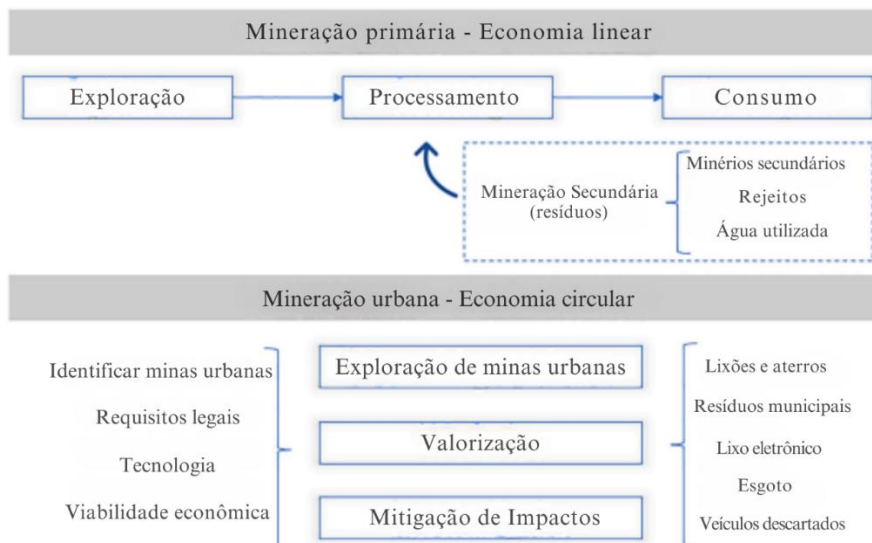 Mineração primária - Economia linear
Exploração
Processamento
Consumo
Mineração Secundária
(resíduos)
Minérios secundários
Rejeitos
Água utilizada
Mineração urbana - Economia circular
Identificar minas urbanas
Requisitos legais
Tecnologia
Viabilidade econômica
Exploração de minas urbanas
Valorização
Mitigação de Impactos
Lixões e aterros
Resíduos municipais
Lixo eletrônico
Esgoto
Veículos descartados